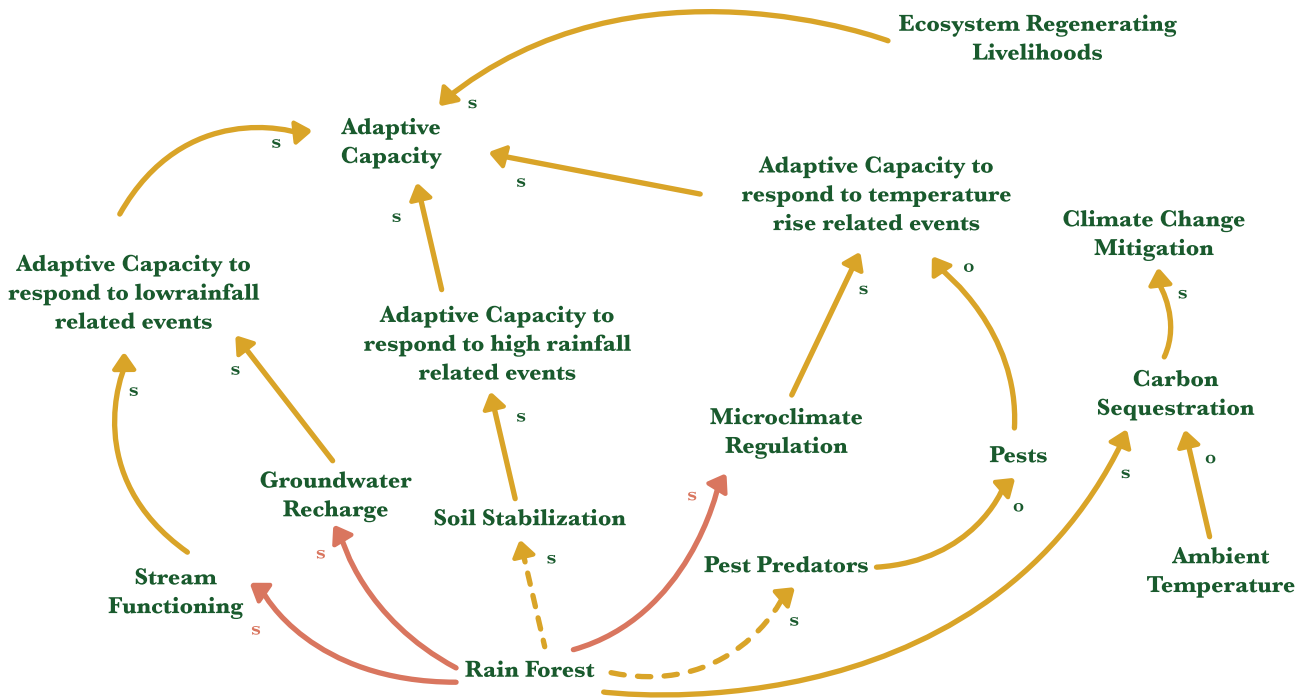 Ecosystem Regenerating
Livelihoods
s
Adaptive
Capacity
s
s
s
Adaptive Capacity to
respond to temperature
rise related events
Climate Change
Mitigation
Adaptive Capacity to
respond to lowrainfall
related events
o
s
s
Adaptive Capacity to
respond to high rainfall
related events
s
s
s
Carbon
Sequestration
Microclimate
Regulation
Pests
o
s
Groundwater
Recharge
s
o
Soil Stabilization
s
s
Pest Predators
Ambient
Temperature
Stream
Functioning
s
s
Rain Forest